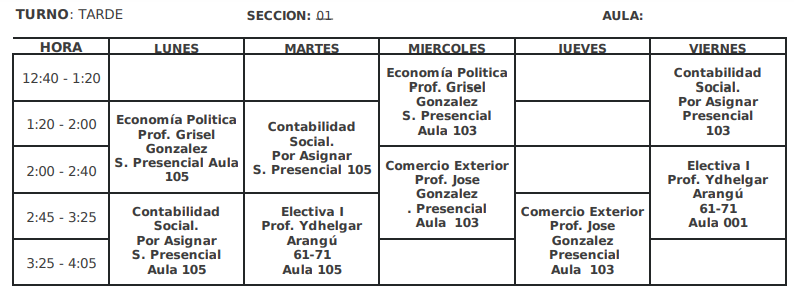 TURNO: TARDE SECCION: 01 AULA:
HORA LUNES MARTES MIERCOLES JUEVES VIERNES
12:40 - 1:20
1:20 - 2:00
2:00 - 2:40
2:45 - 3:25
3:25 - 4:05
Economía Politica
Prof. Grisel
Gonzalez
S. Presencial Aula
105
Contabilidad
Social.
Por Asignar
S. Presencial
Aula 105
Contabilidad
Social.
Por Asignar
S. Presencial 105
Electiva I
Prof. Ydhelgar
Arangú
61-71
Aula 105
Economía Politica
Prof. Grisel
Gonzalez
S. Presencial
Aula 103
Comercio Exterior
Prof. Jose
Gonzalez
. Presencial
Aula 103
Comercio Exterior
Prof. Jose
Gonzalez
Presencial
Aula 103
Contabilidad
Social.
Por Asignar
Presencial
103
Electiva I
Prof. Ydhelgar
Arangú
61-71
Aula 001